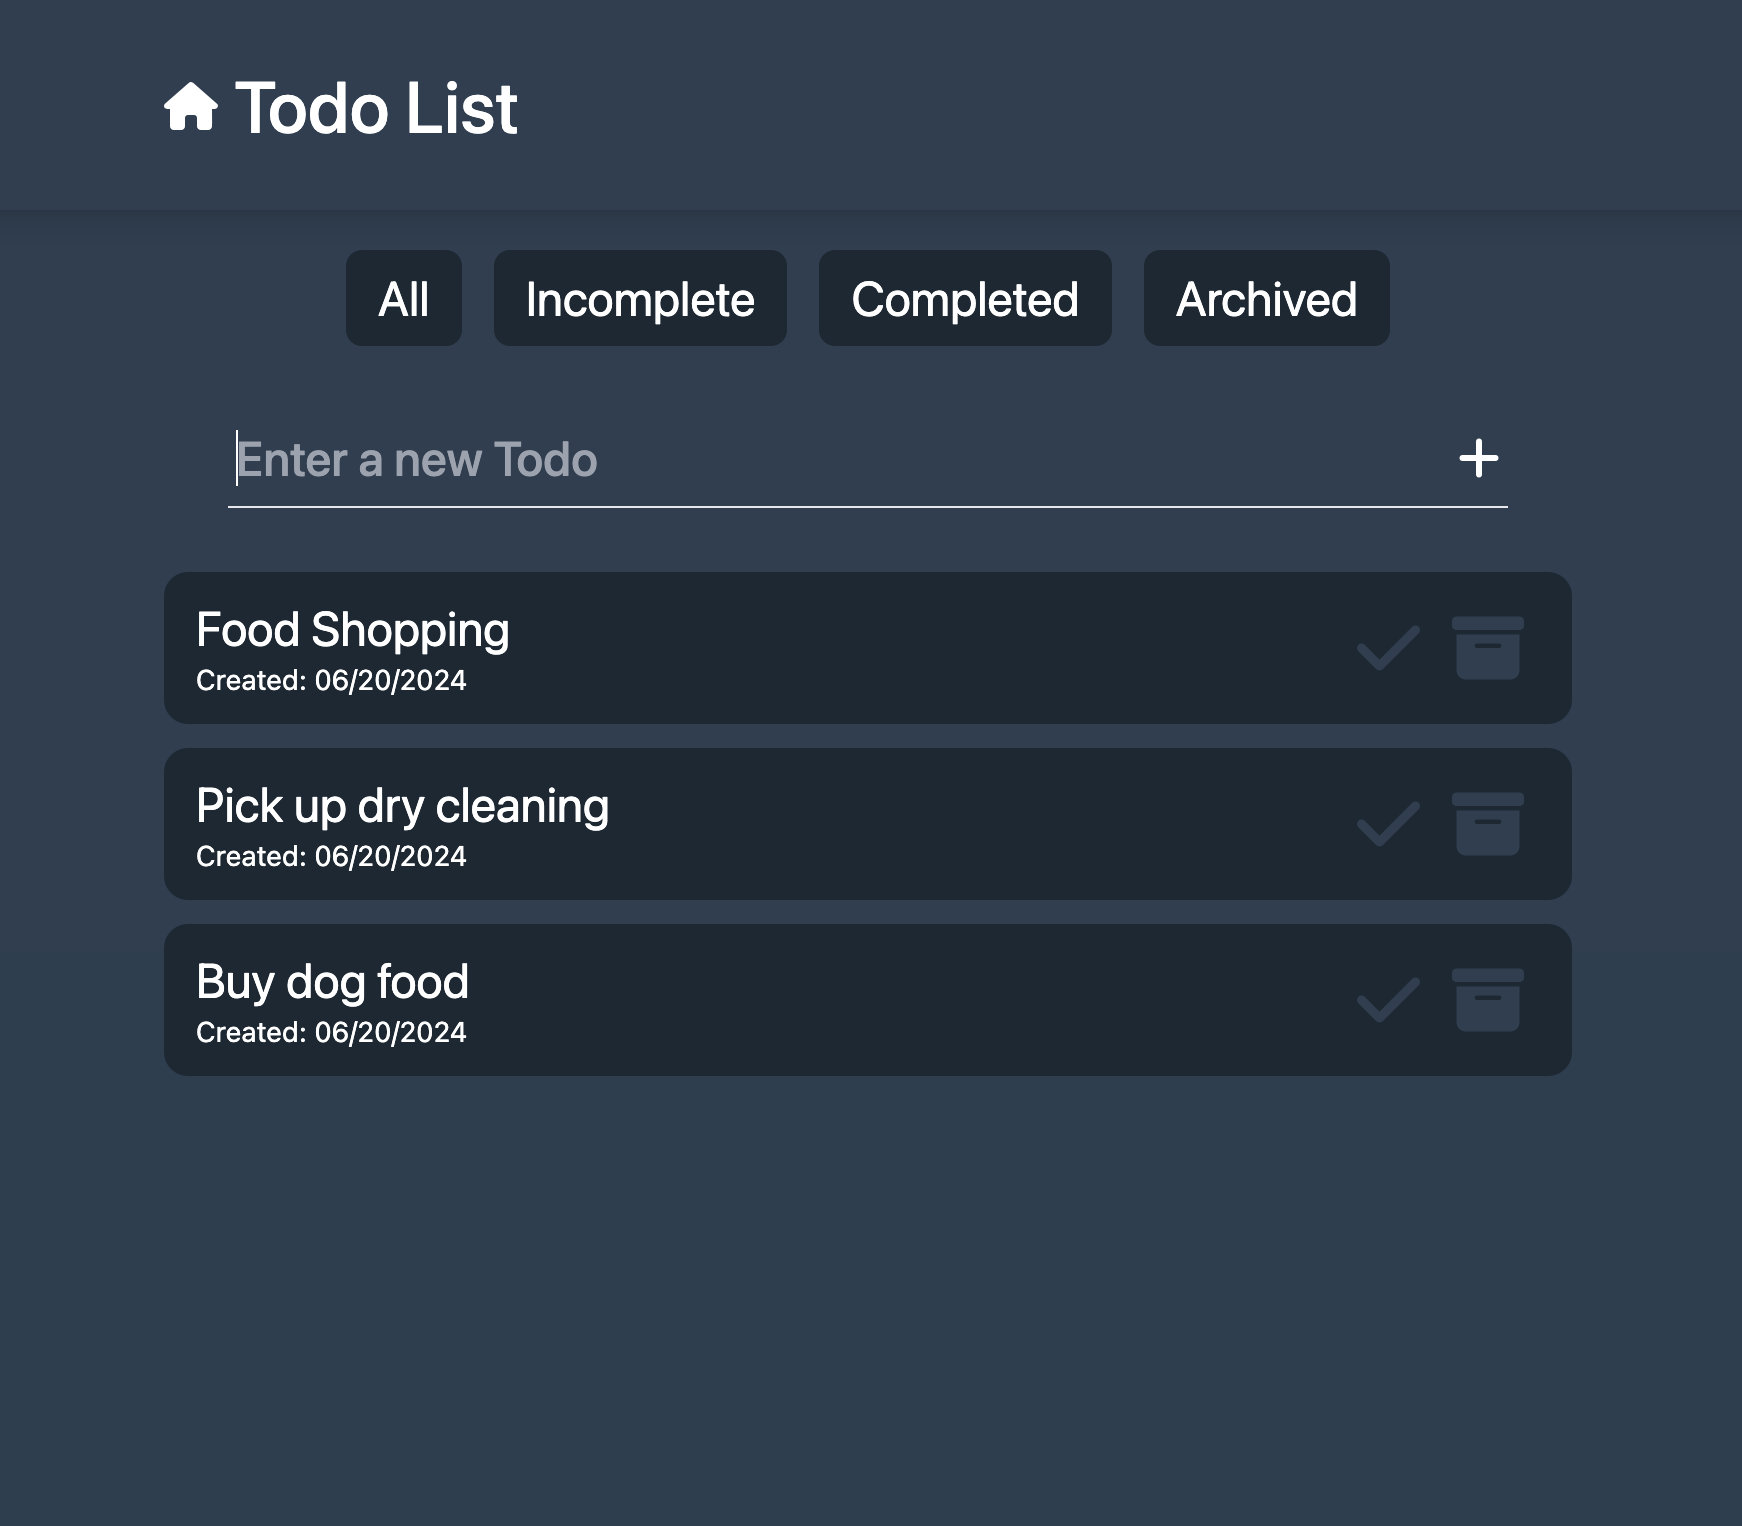 Todo List
All Incomplete Completed Archived
Enter a new Todo
Food Shopping
Created: 06/20/2024
Pick up dry cleaning
Created: 06/20/2024
Buy dog food
Created: 06/20/2024